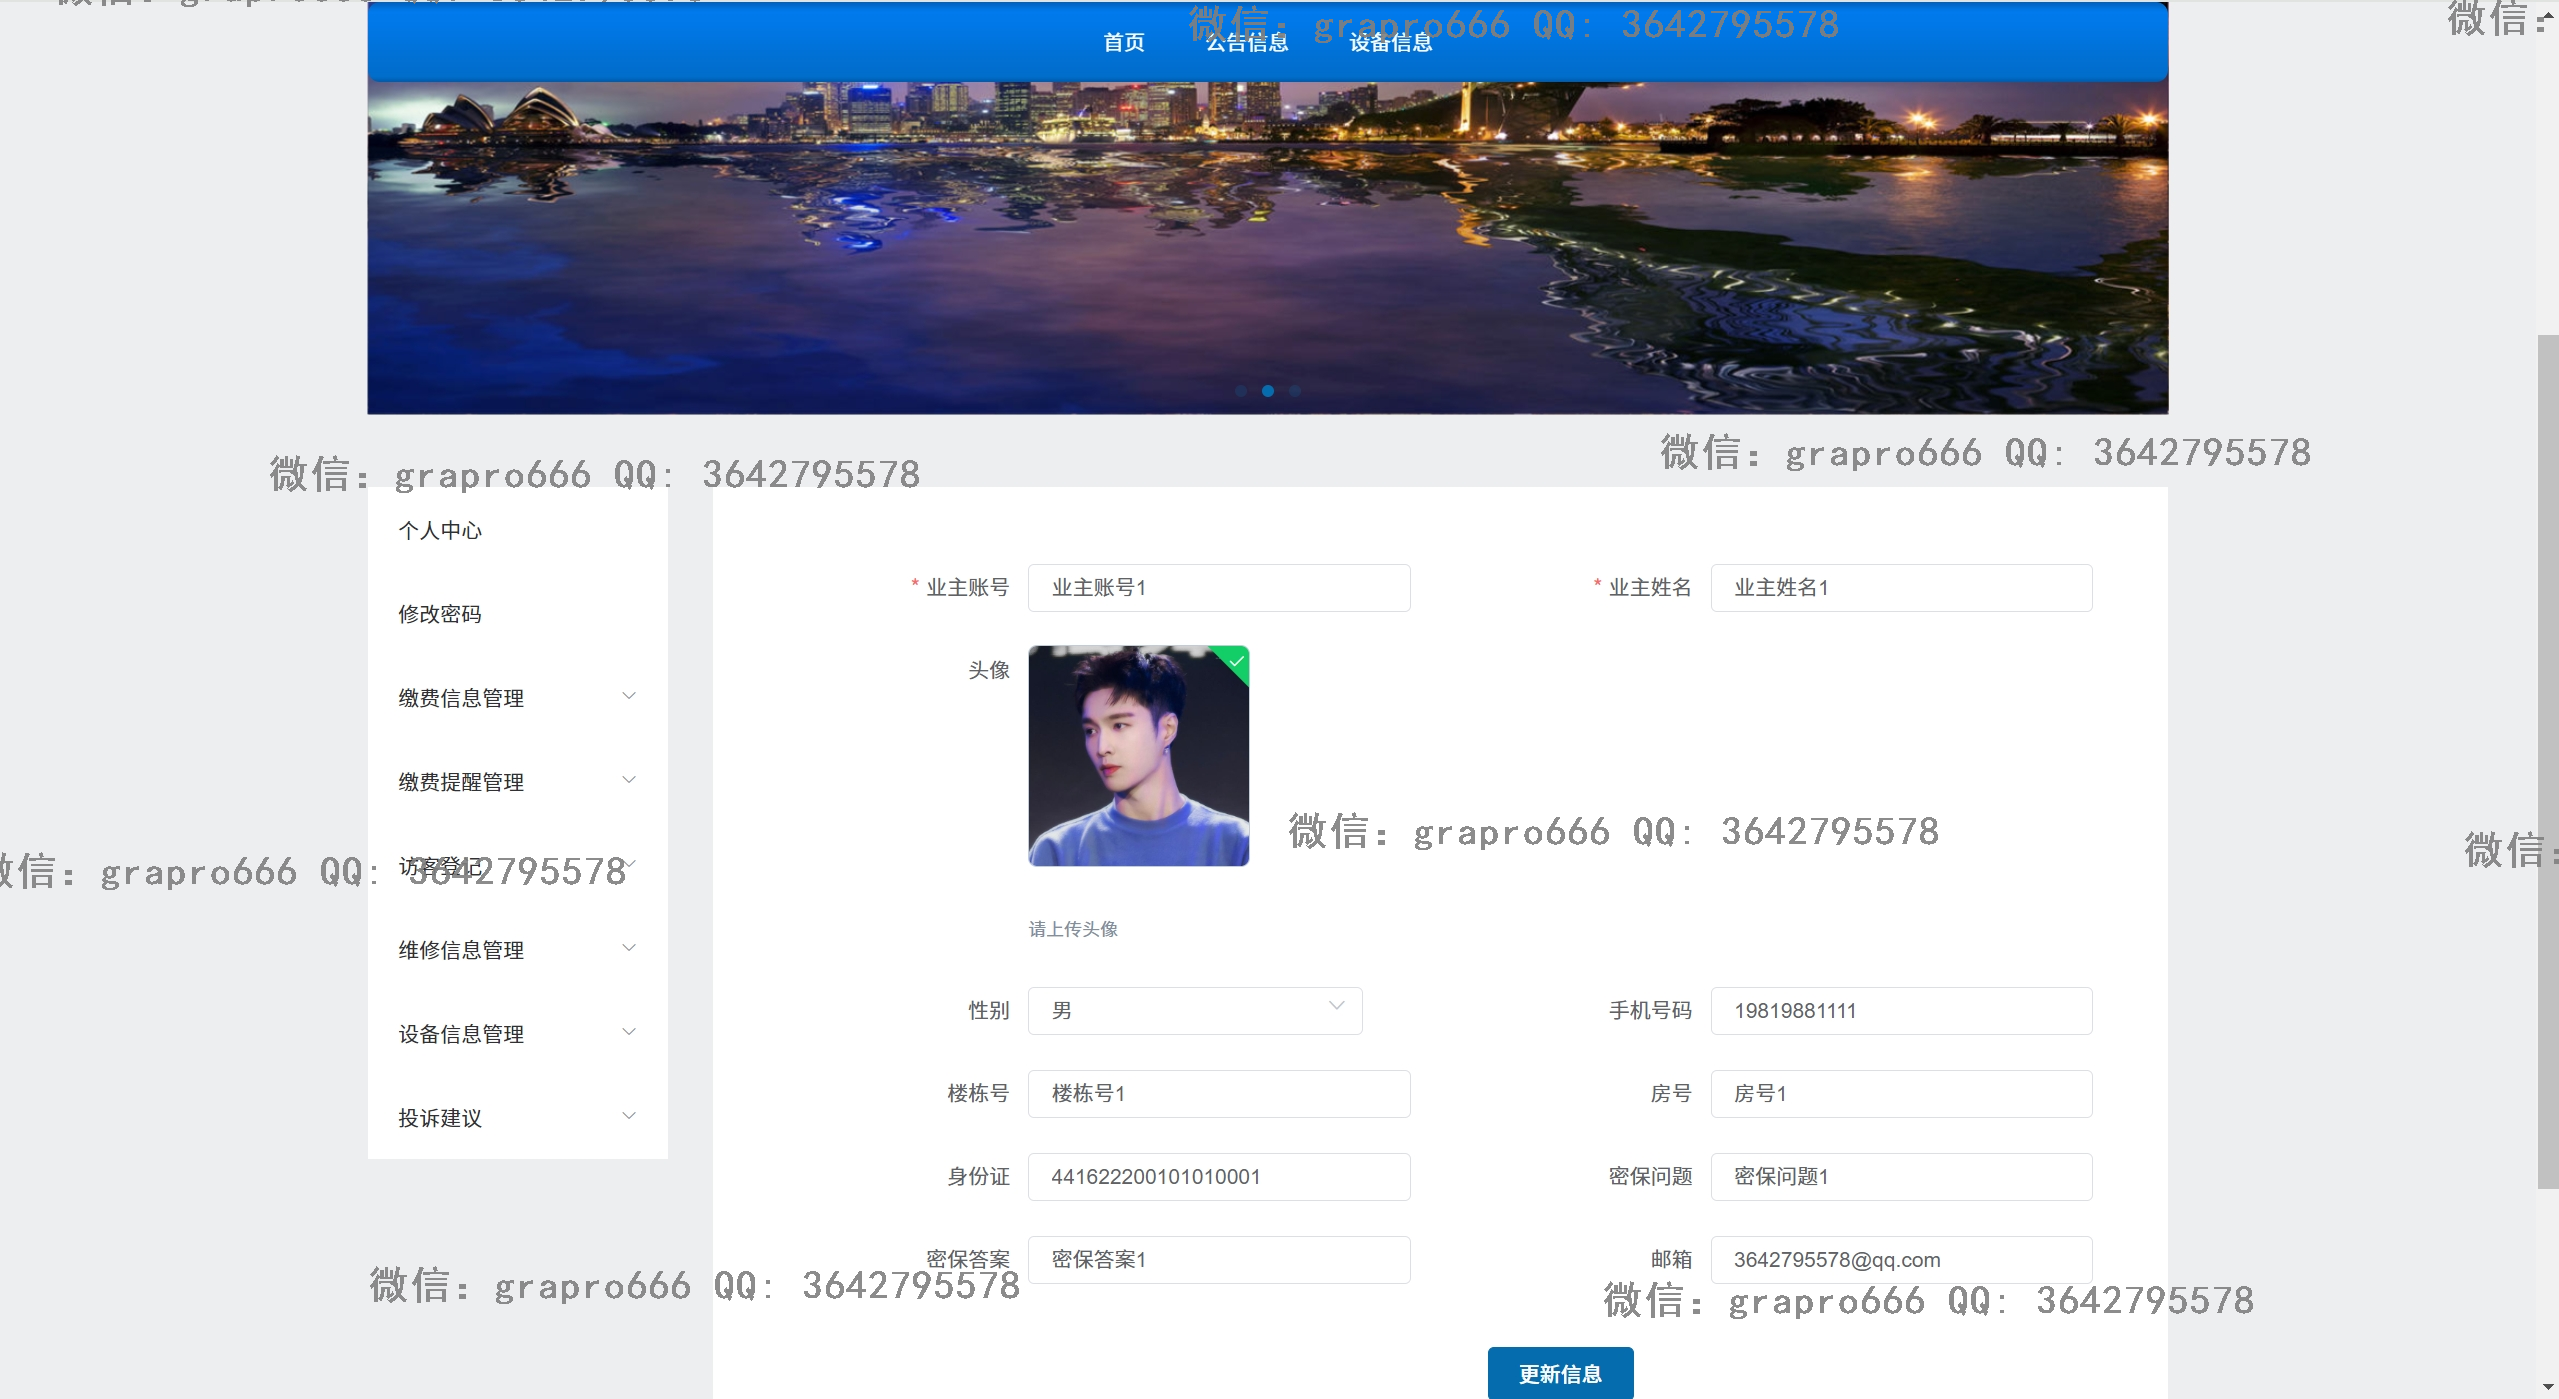 微信: grapro666 QQ: 3642795578
微信:
首页 公告信息 设备信息
微信: grapro666 QQ: 3642795578
微信: grapro666 QQ: 3642795578
个人中心
修改密码
缴费信息管理
缴费提醒管理
访客登记
维修信息管理
设备信息管理
投诉建议
* 业主账号 业主账号1
* 业主姓名 业主姓名1
头像
微信: grapro666 QQ: 3642795578
微信: grapro666 QQ: 3642795578
微信:
请上传头像
性别 男
手机号码 19819881111
楼栋号 楼栋号1
房号 房号1
身份证 441622200101010001
密保问题 密保问题1
密保答案 密保答案1
邮箱 3642795578@qq.com
微信: grapro666 QQ: 3642795578
微信: grapro666 QQ: 3642795578
更新信息